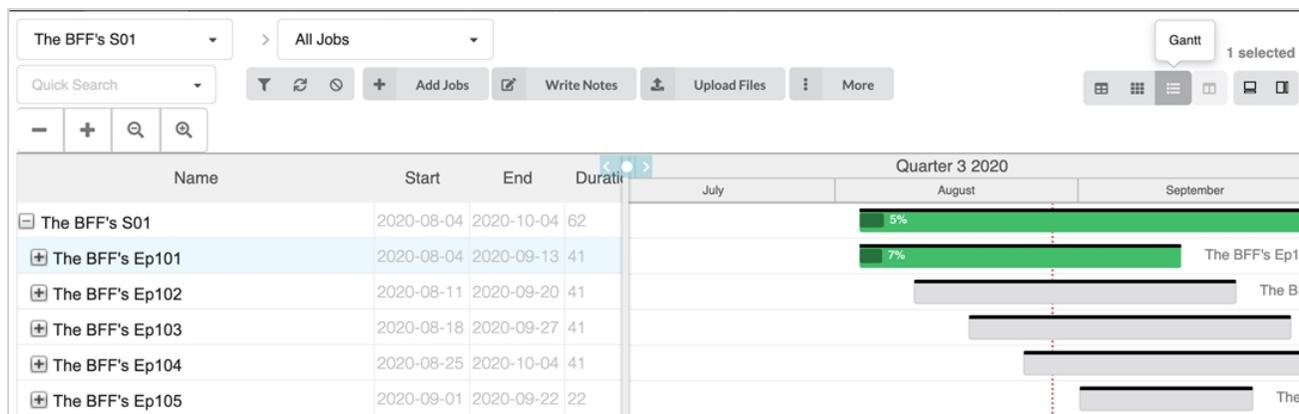 The BFF's S01 > All Jobs
Gantt
1 selected
Quick Search
Add Jobs Write Notes Upload Files More
Name Start End Duratio
Quarter 3 2020
July August September
The BFF's S01 2020-08-04 2020-10-04 62 5%
The BFF's Ep101 2020-08-04 2020-09-13 41 7% The BFF's Ep1
The BFF's Ep102 2020-08-11 2020-09-20 41 The B
The BFF's Ep103 2020-08-18 2020-09-27 41
The BFF's Ep104 2020-08-25 2020-10-04 41
The BFF's Ep105 2020-09-01 2020-09-22 22 The